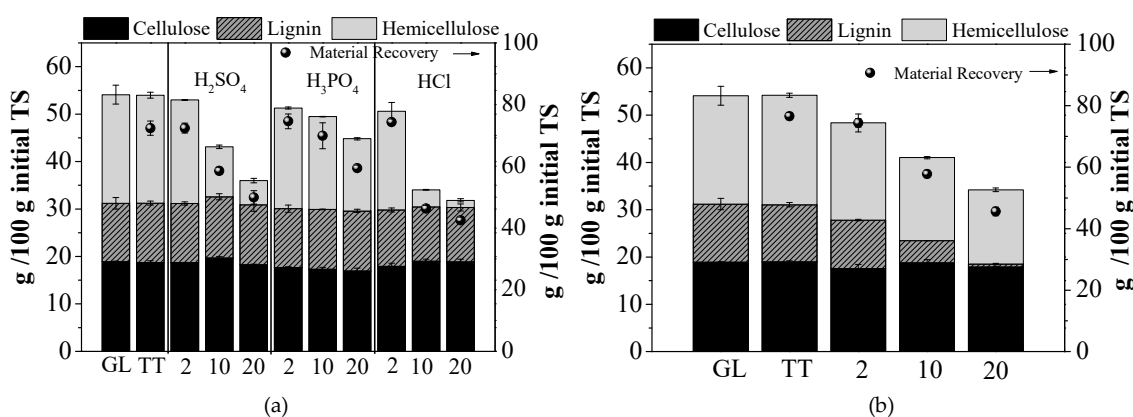 Cellulose Lignin Hemicellulose
Material Recovery
H2SO4 H3PO4 HCl
g /100 g initial TS
60
50
40
30
20
10
0
100
80
60
40
20
0
g /100 g initial TS
GL TT 2 10 20 2 10 20 2 10 20
(a)
Cellulose Lignin Hemicellulose
Material Recovery
g /100 g initial TS
60
50
40
30
20
10
0
100
80
60
40
20
0
g /100 g initial TS
GL TT 2 10 20
(b)